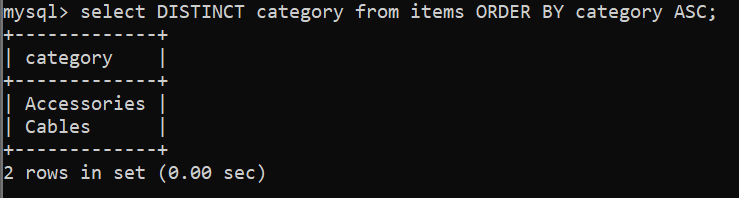 mysql> select DISTINCT category from items ORDER BY category ASC;
+-------------+
| category    |
+-------------+
| Accessories |
| Cables      |
+-------------+
2 rows in set (0.00 sec)